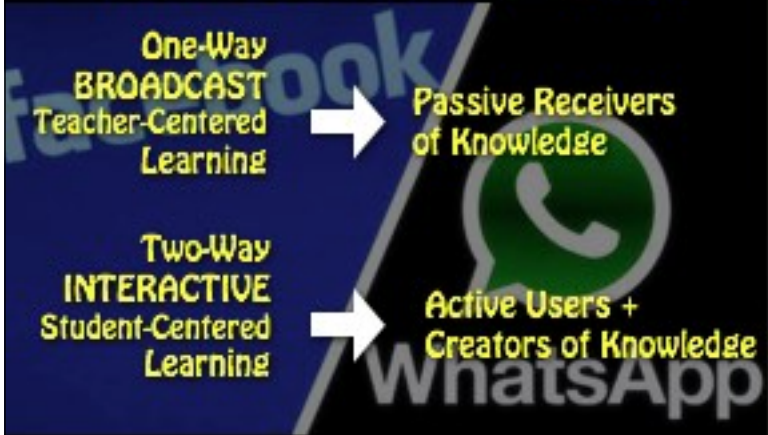 facebook
One-Way
BROADCAST
Teacher-Centered
Learning
Passive Receivers
of Knowledge
Two-Way
INTERACTIVE
Student-Centered
Learning
Active Users +
Creators of Knowledge
WhatsApp